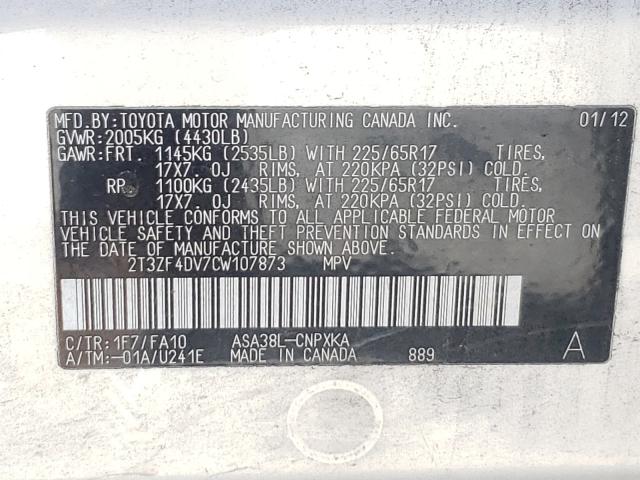 MFD.BY:TOYOTA MOTOR MANUFACTURING CANADA INC. 01/12
GVWR:2005KG (4430LB)
GAWR:FRT. 1145KG (2535LB) WITH 225/65R17 TIRES,
17X7.0J RIMS, AT 220KPA (32PSI) COLD.
RR. 1100KG (2435LB) WITH 225/65R17 TIRES,
17X7.0J RIMS, AT 220KPA (32PSI) COLD.
THIS VEHICLE CONFORMS TO ALL APPLICABLE FEDERAL MOTOR
VEHICLE SAFETY AND THEFT PREVENTION STANDARDS IN EFFECT ON
THE DATE OF MANUFACTURE SHOWN ABOVE.
2T3ZF4DV7CW107873 MPV
C/TR:1F7/FA10 ASA38L-CNPXKA
A/TM:-01A/U241E MADE IN CANADA 889 A